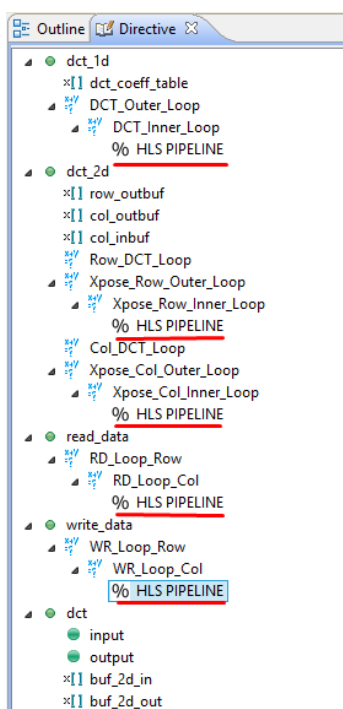 Outline Directive
dct_1d
×[] dct_coeff_table
DCT_Outer_Loop
DCT_Inner_Loop
% HLS PIPELINE
dct_2d
×[] row_outbuf
×[] col_outbuf
×[] col_inbuf
Row_DCT_Loop
Xpose_Row_Outer_Loop
Xpose_Row_Inner_Loop
% HLS PIPELINE
Col_DCT_Loop
Xpose_Col_Outer_Loop
Xpose_Col_Inner_Loop
% HLS PIPELINE
read_data
RD_Loop_Row
RD_Loop_Col
% HLS PIPELINE
write_data
WR_Loop_Row
WR_Loop_Col
% HLS PIPELINE
dct
input
output
×[] buf_2d_in
×[] buf_2d_out